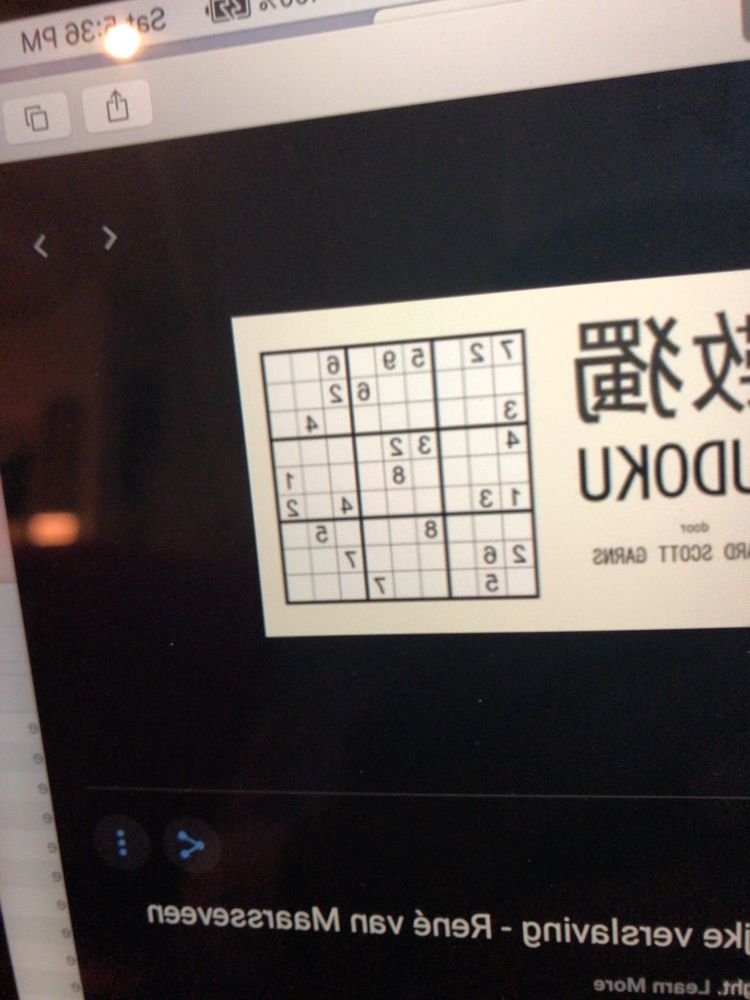 00% Sat 5:36 PM
獨
UDOKU
door
ARD SCOTT GARNS
7 2 5 9 6
6 2
3 4
4 3 2
8 1
1 3 4 2
8 5
2 6 7
5 7
jke verslaving - René van Maarsseveen
ht. Learn More